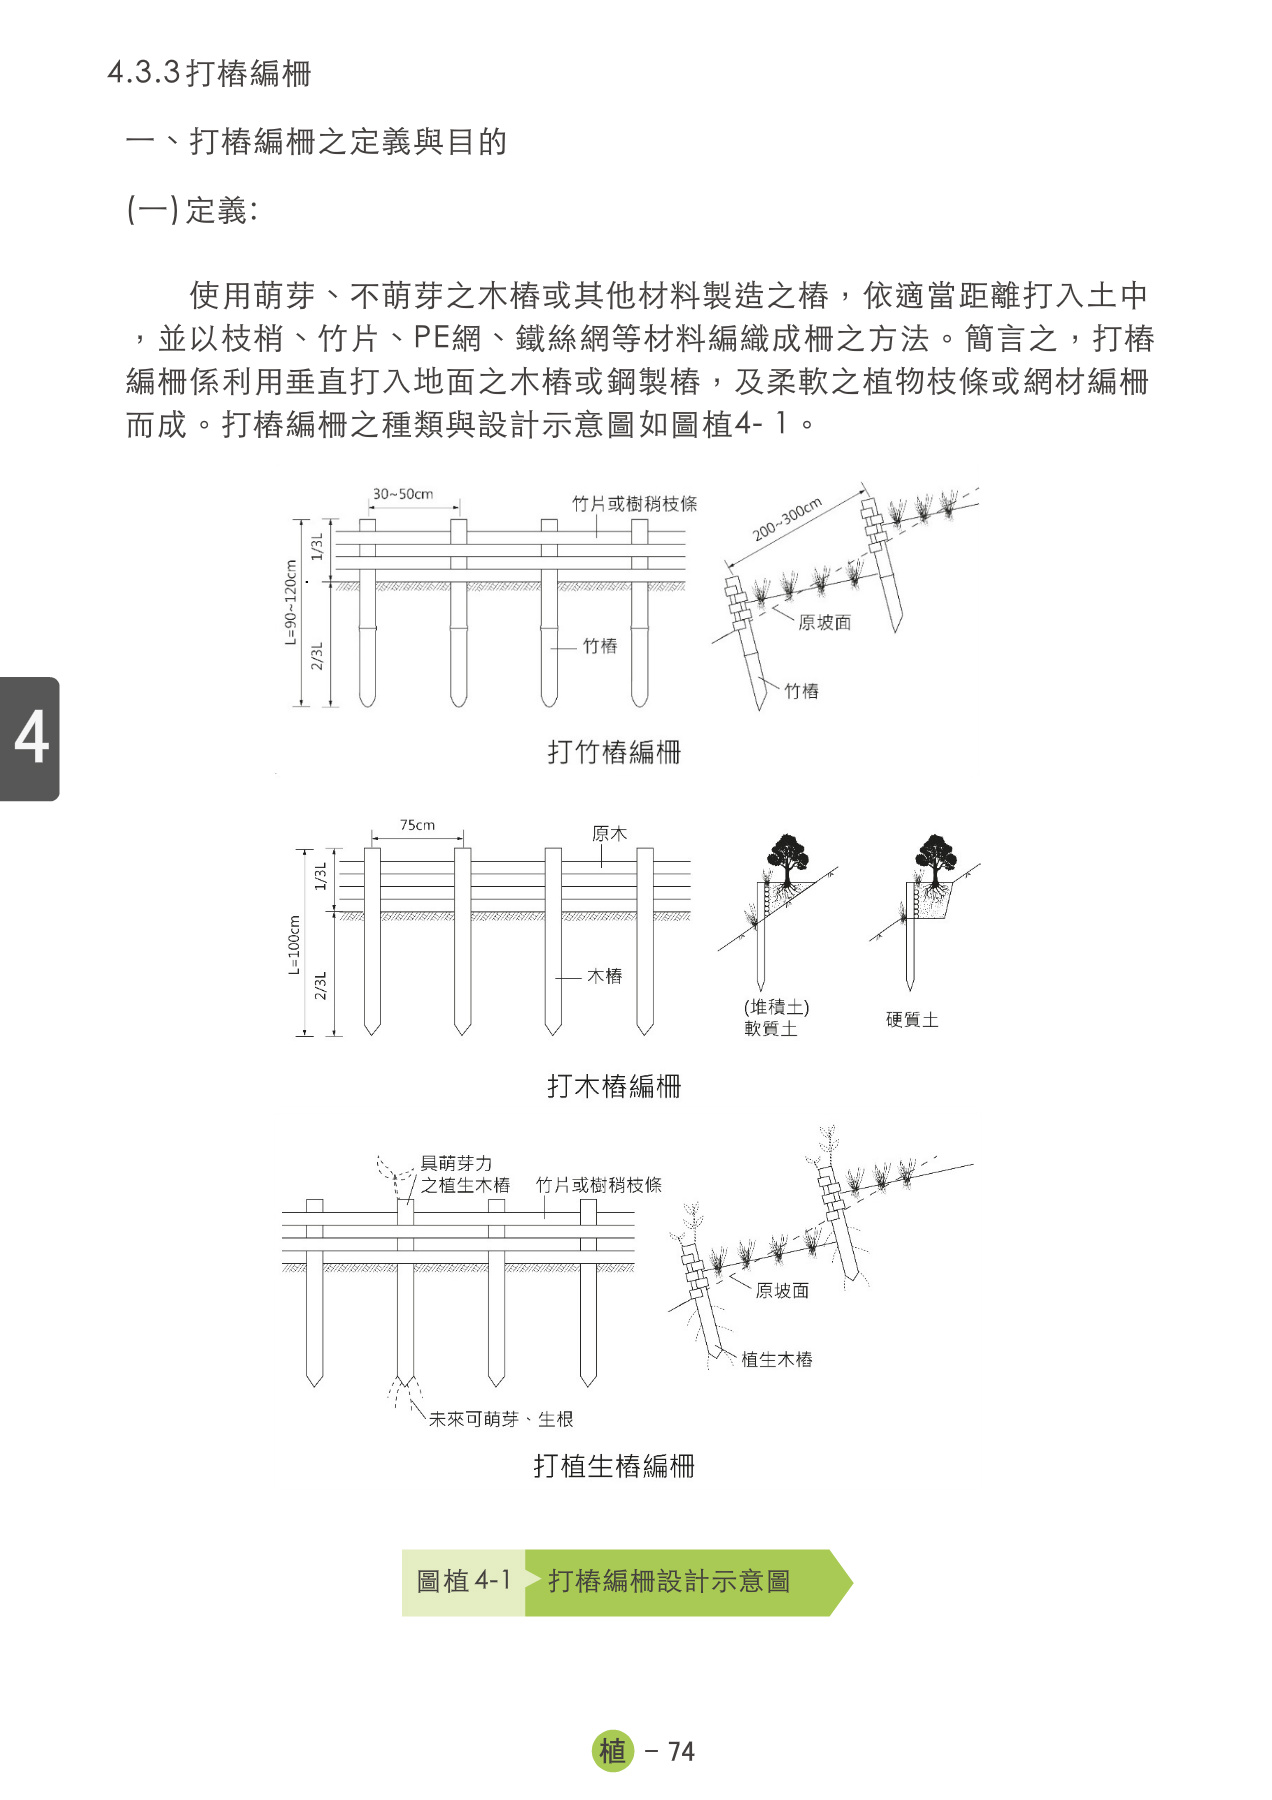 4.3.3打樁編柵
一、打樁編柵之定義與目的
(一)定義:
使用萌芽、不萌芽之木樁或其他材料製造之樁，依適當距離打入土中
，並以枝梢、竹片、PE網、鐵絲網等材料編織成柵之方法。簡言之，打樁
編柵係利用垂直打入地面之木樁或鋼製樁，及柔軟之植物枝條或網材編柵
而成。打樁編柵之種類與設計示意圖如圖植4-1。
30~50cm
竹片或樹稍枝條
200~300cm
1/3L
L=90~120cm
2/3L
竹樁
原坡面
竹樁
打竹樁編柵
4
75cm
原木
1/3L
L=100cm
2/3L
木樁
(堆積土)
軟質土
硬質土
打木樁編柵
具萌芽力
之植生木樁
竹片或樹稍枝條
原坡面
植生木樁
未來可萌芽、生根
打植生樁編柵
圖植4-1 打樁編柵設計示意圖
植 – 74